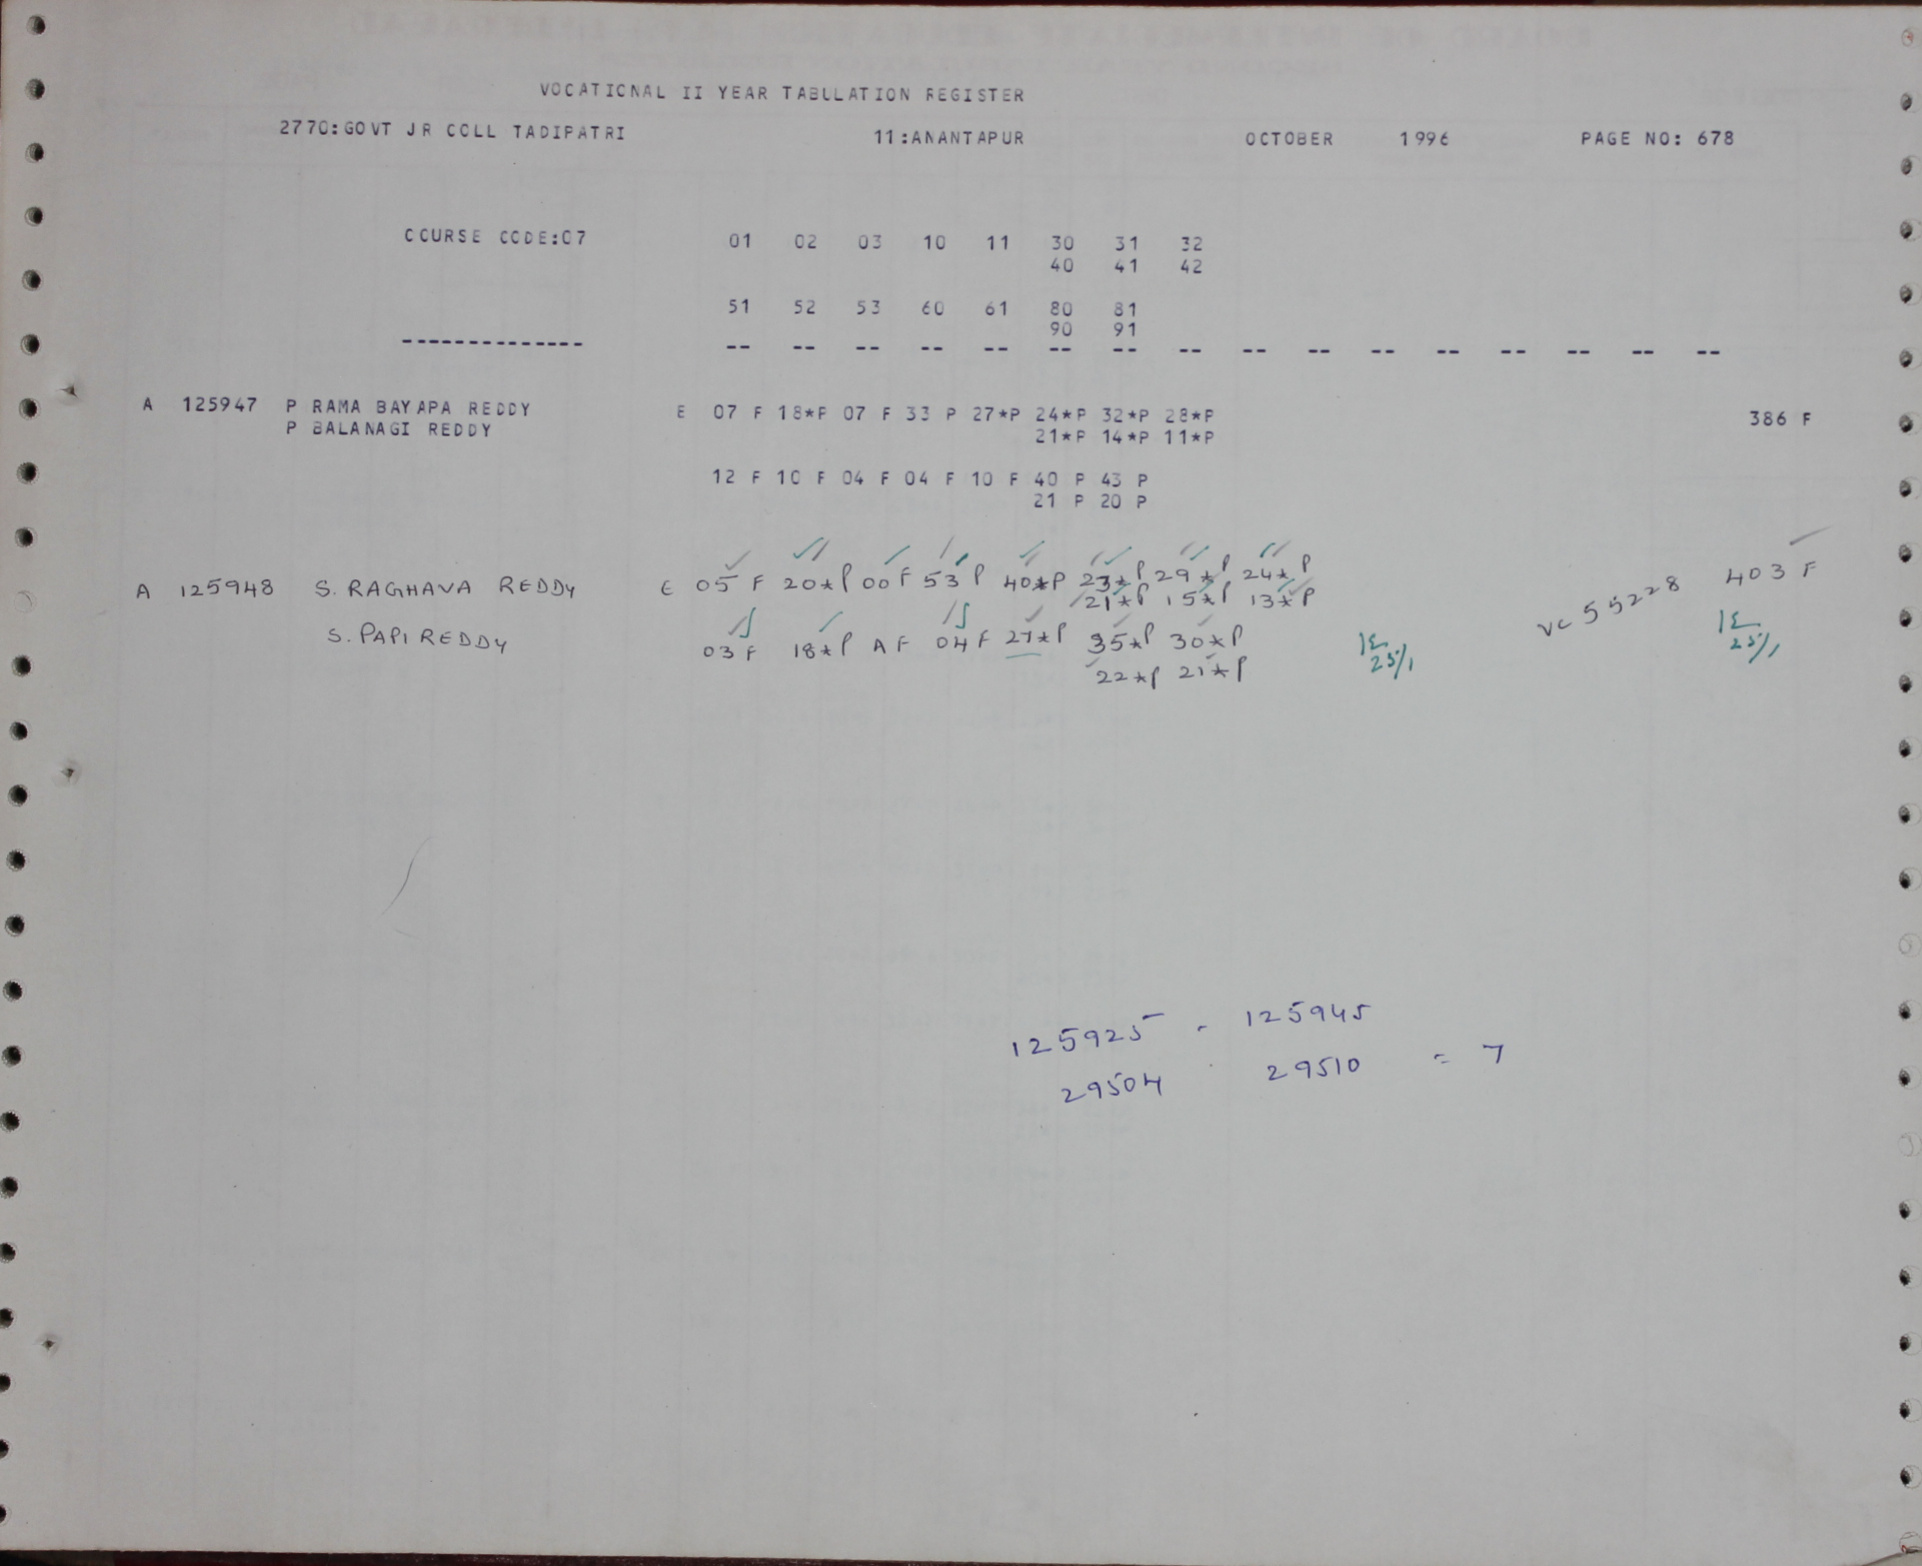 VOCATIONAL II YEAR TABULATION REGISTER
2770:GOVT JR COLL TADIPATRI 11:ANANTAPUR OCTOBER 1996 PAGE NO: 678
COURSE CODE:07 01 02 03 10 11 30 31 32
40 41 42
51 52 53 60 61 80 81
90 91
-------------- -- -- -- -- -- -- -- -- -- -- -- -- -- -- -- --
A 125947 P RAMA BAYAPA REDDY E 07 F 18*P 07 F 33 P 27*P 24*P 32*P 28*P 386 F
P BALANAGI REDDY 21*P 14*P 11*P
12 F 10 F 04 F 04 F 10 F 40 P 43 P
21 P 20 P
A 125948 S. RAGHAVA REDDY E 05 F 20*P 00 F 53 P 40*P 23*P 29*P 24*P 403 F
21*P 15*P 13*P VC 55228
S. PAPI REDDY 03 F 18*P A F 04 F 27*P 35*P 30*P
22*P 21*P
125925 - 125945
29504 - 29510 = 7